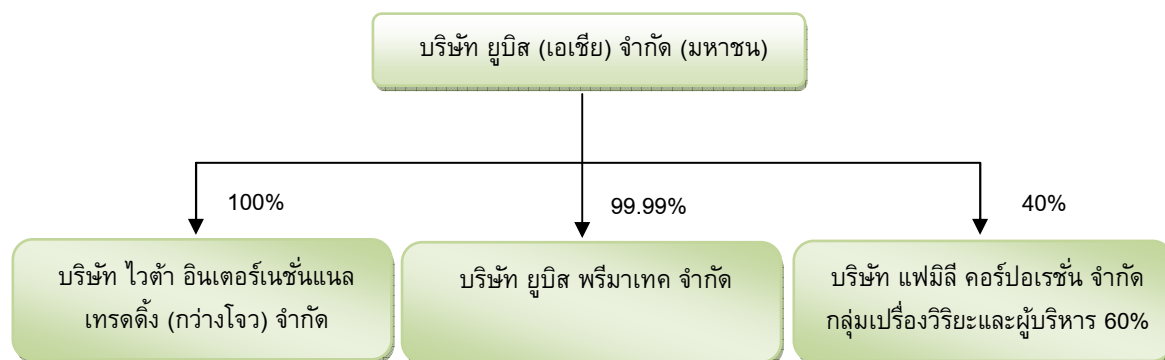 บริษัท ยูบิส (เอเชีย) จำกัด (มหาชน)
100%
99.99%
40%
บริษัท ไวต้า อินเตอร์เนชั่นแนล
เทรดดิ้ง (กว่างโจว) จำกัด
บริษัท ยูบิส พรีมาเทค จำกัด
บริษัท แฟมิลี คอร์ปอเรชั่น จำกัด
กลุ่มเปรื่องวิริยะและผู้บริหาร 60%